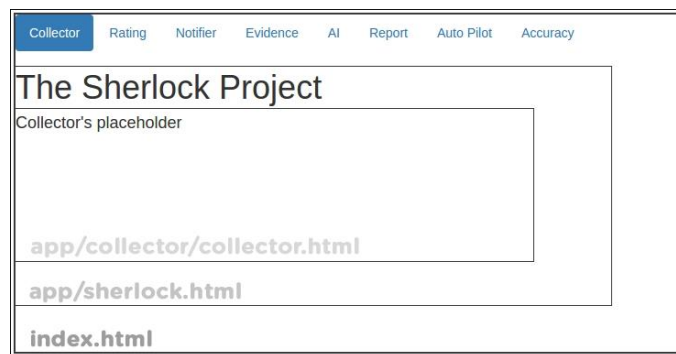 Collector Rating Notifier Evidence AI Report Auto Pilot Accuracy
The Sherlock Project
Collector's placeholder
app/collector/collector.html
app/sherlock.html
index.html